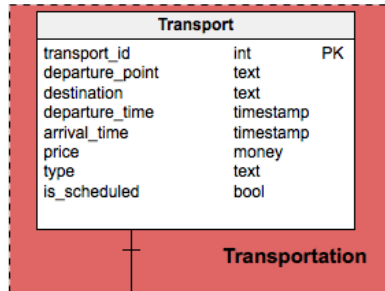 Transport
transport_id int PK
departure_point text
destination text
departure_time timestamp
arrival_time timestamp
price money
type text
is_scheduled bool
Transportation